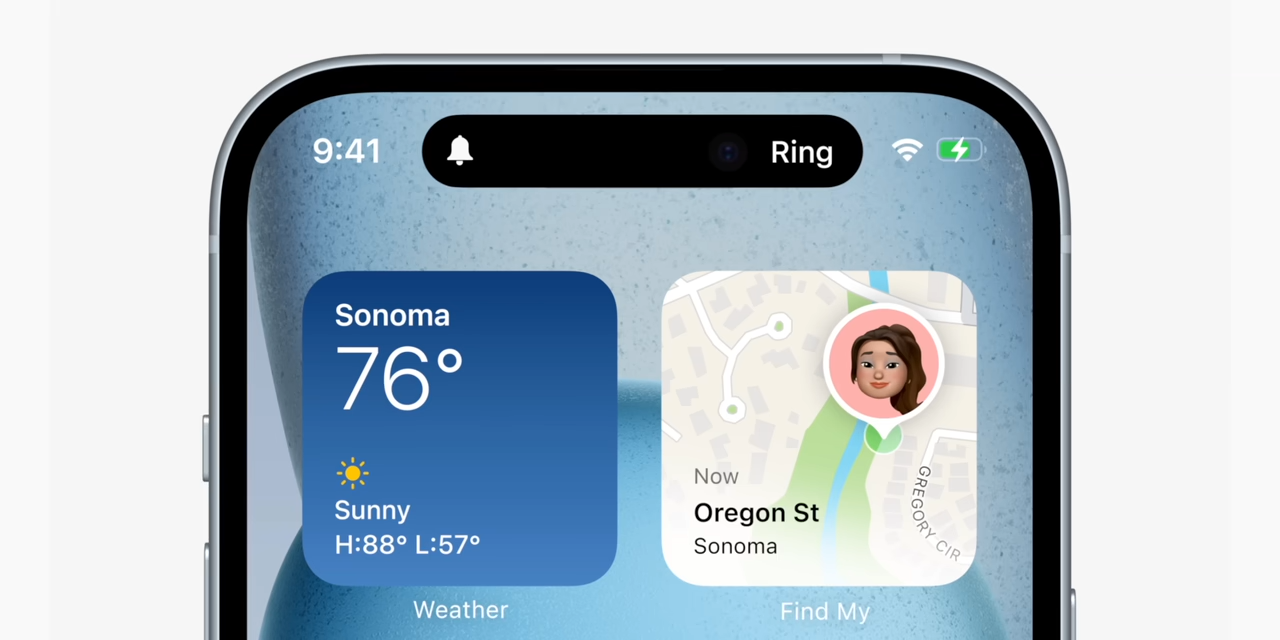 9:41
Ring
Sonoma
76°
Sunny
H:88° L:57°
Weather
Now
Oregon St
Sonoma
GREGORY CIR
Find My